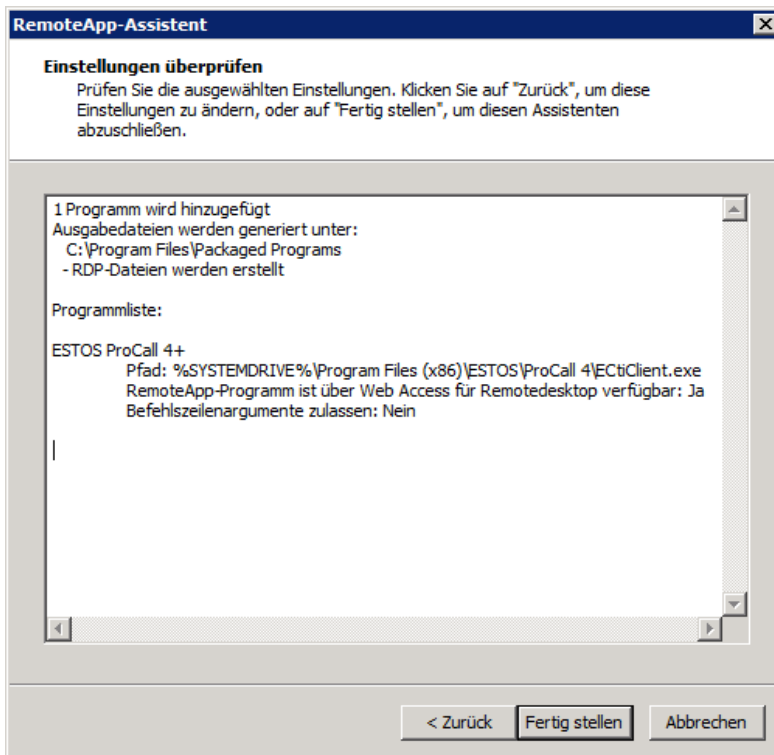 RemoteApp-Assistent
Einstellungen überprüfen
Prüfen Sie die ausgewählten Einstellungen. Klicken Sie auf "Zurück", um diese
Einstellungen zu ändern, oder auf "Fertig stellen", um diesen Assistenten
abzuschließen.
1 Programm wird hinzugefügt
Ausgabedateien werden generiert unter:
C:\Program Files\Packaged Programs
- RDP-Dateien werden erstellt
Programmliste:
ESTOS ProCall 4+
Pfad: %SYSTEMDRIVE%\Program Files (x86)\ESTOS\ProCall 4\ECtiClient.exe
RemoteApp-Programm ist über Web Access für Remotedesktop verfügbar: Ja
Befehlszeilenargumente zulassen: Nein
< Zurück Fertig stellen Abbrechen